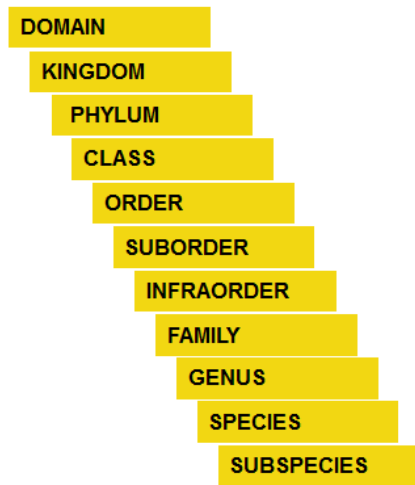 DOMAIN
KINGDOM
PHYLUM
CLASS
ORDER
SUBORDER
INFRAORDER
FAMILY
GENUS
SPECIES
SUBSPECIES